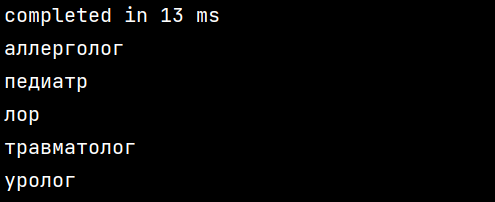 completed in 13 ms
аллерголог
педиатр
лор
травматолог
уролог